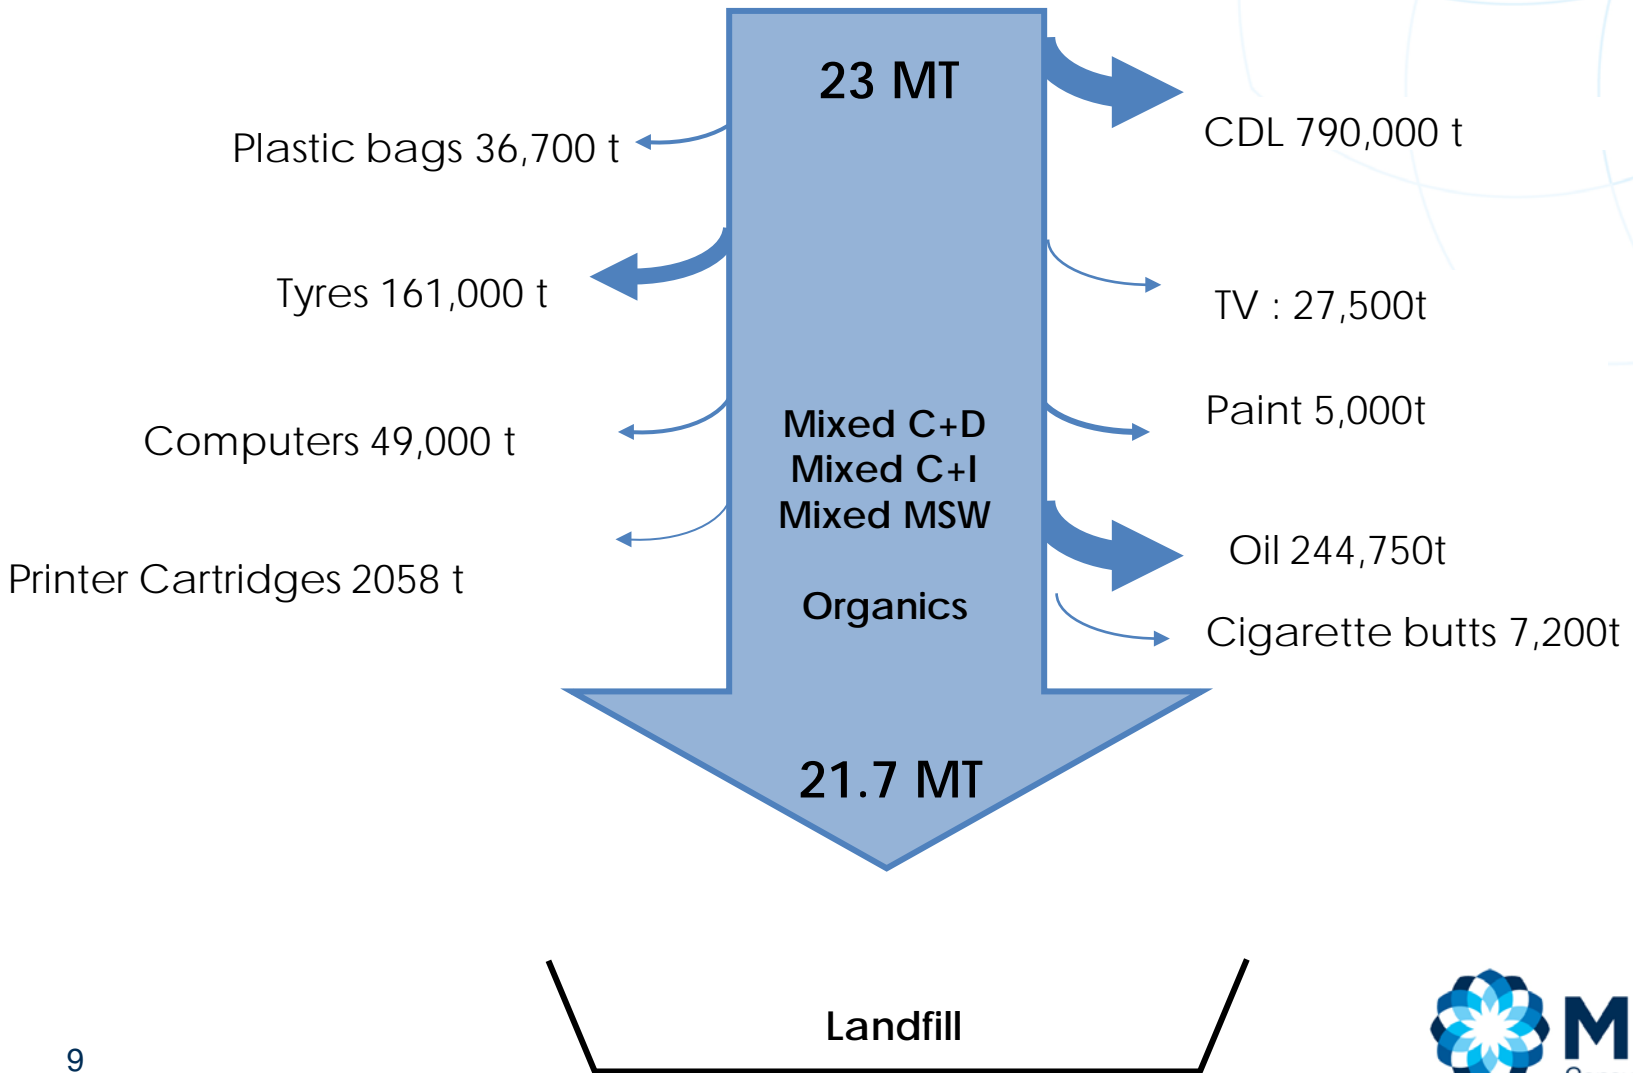 23 MT
Plastic bags 36,700 t
CDL 790,000 t
Tyres 161,000 t
TV : 27,500t
Computers 49,000 t
Mixed C+D
Mixed C+I
Mixed MSW
Organics
Paint 5,000t
Printer Cartridges 2058 t
Oil 244,750t
Cigarette butts 7,200t
21.7 MT
Landfill
9
M